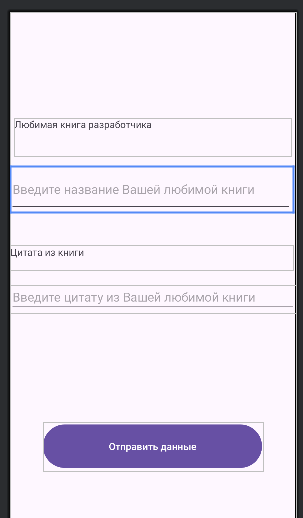 Любимая книга разработчика
Введите название Вашей любимой книги
Цитата из книги
Введите цитату из Вашей любимой книги
Отправить данные